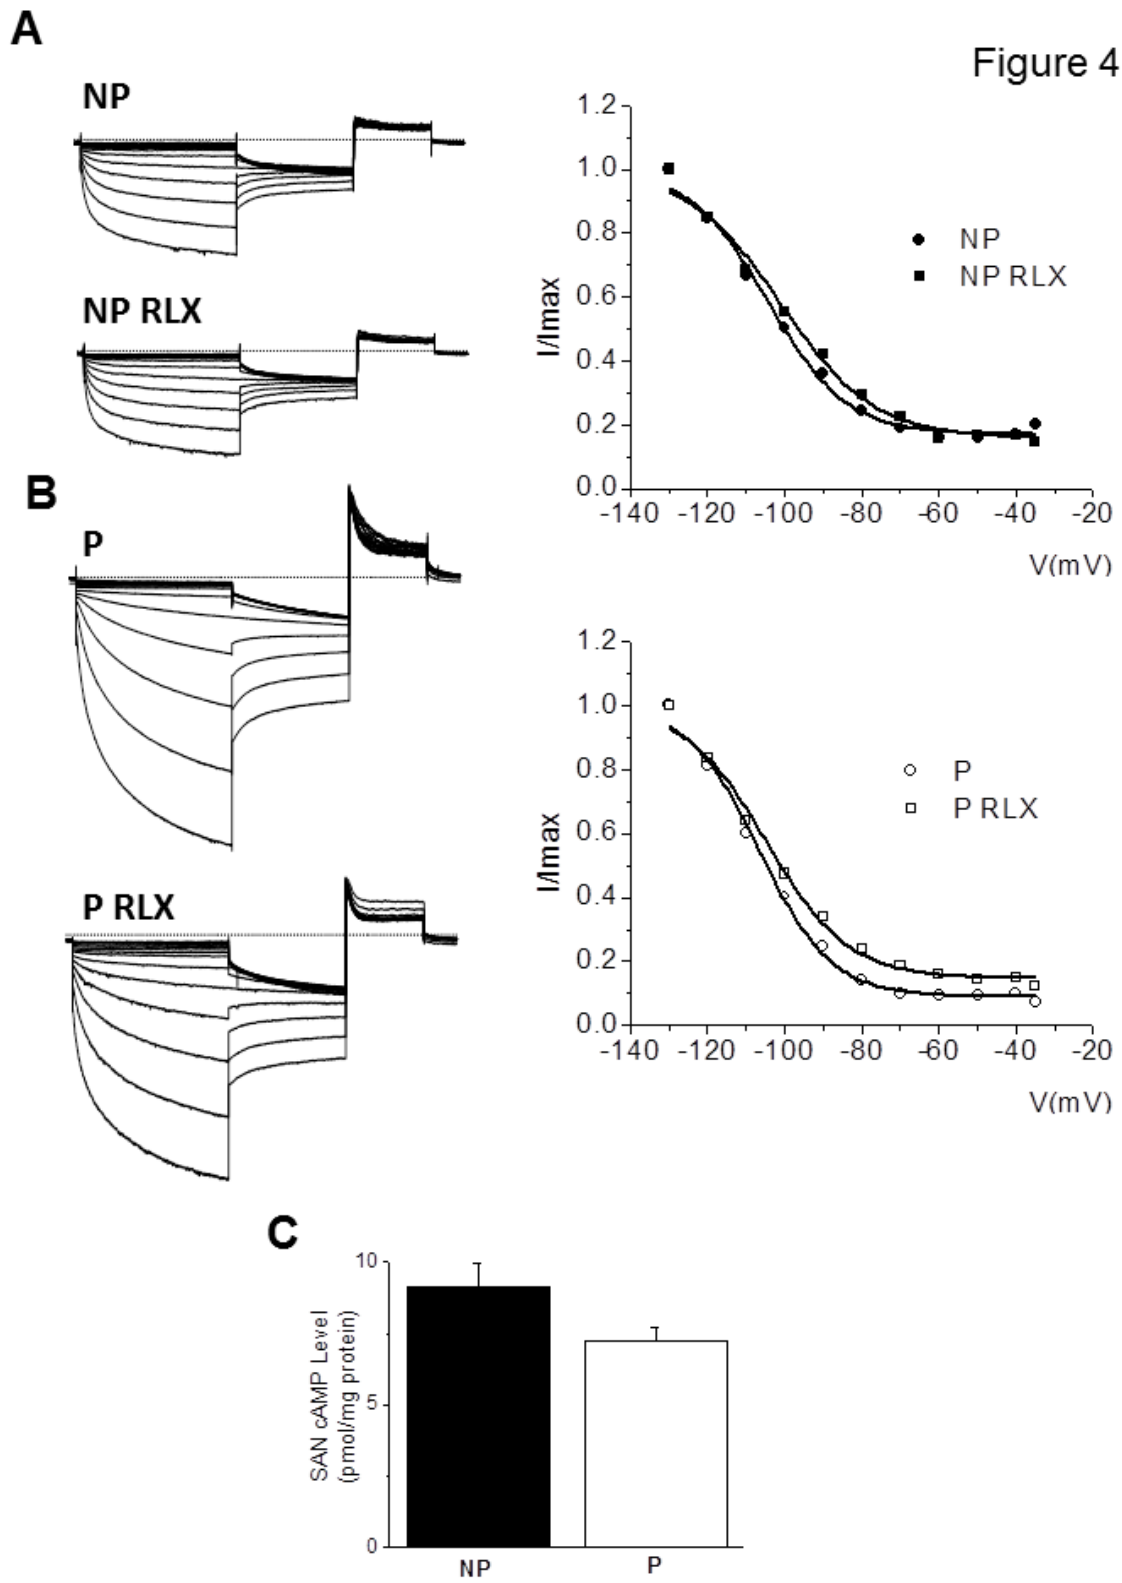 A
Figure 4
NP
NP RLX
1.2
1.0
0.8
0.6
0.4
0.2
0.0
I/Imax
NP
NP RLX
-140 -120 -100 -80 -60 -40 -20
V(mV)
B
P
P RLX
1.2
1.0
0.8
0.6
0.4
0.2
0.0
I/Imax
P
P RLX
-140 -120 -100 -80 -60 -40 -20
V(mV)
C
SAN cAMP Level
(pmol/mg protein)
10
5
0
NP P